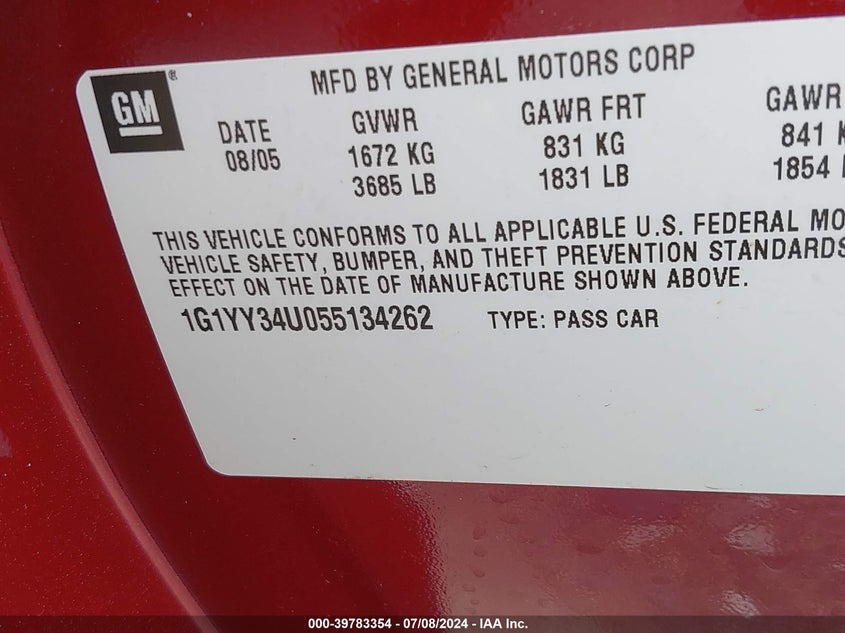 GM® MFD BY GENERAL MOTORS CORP
DATE GVWR GAWR FRT GAWR
08/05 1672 KG 831 KG 841 K
3685 LB 1831 LB 1854
THIS VEHICLE CONFORMS TO ALL APPLICABLE U.S. FEDERAL MO
VEHICLE SAFETY, BUMPER, AND THEFT PREVENTION STANDARDS
EFFECT ON THE DATE OF MANUFACTURE SHOWN ABOVE.
1G1YY34U055134262 TYPE: PASS CAR
000-39783354 - 07/08/2024 - IAA Inc.